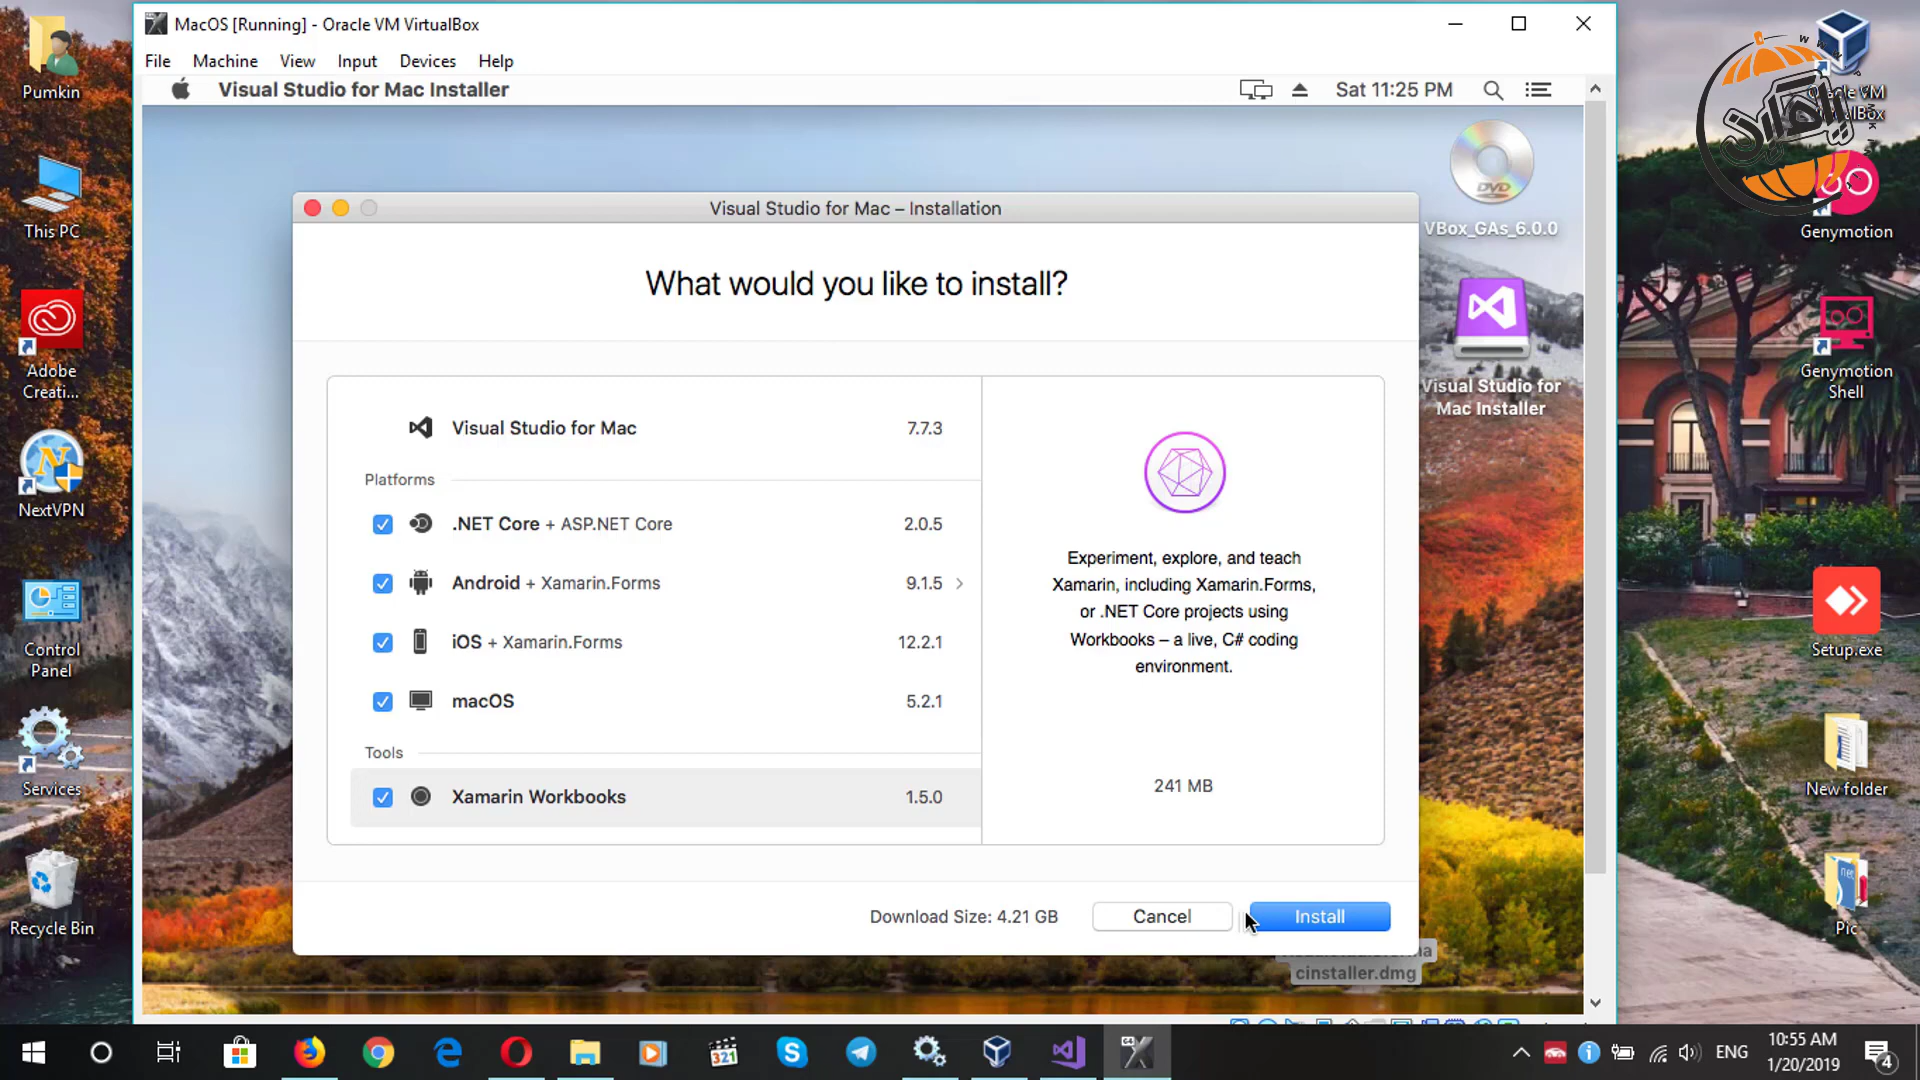 MacOS [Running] - Oracle VM VirtualBox
File Machine View Input Devices Help
Visual Studio for Mac Installer
Sat 11:25 PM
Visual Studio for Mac – Installation
What would you like to install?
Visual Studio for Mac 7.7.3
Platforms
.NET Core + ASP.NET Core 2.0.5
Android + Xamarin.Forms 9.1.5
iOS + Xamarin.Forms 12.2.1
macOS 5.2.1
Tools
Xamarin Workbooks 1.5.0
Experiment, explore, and teach
Xamarin, including Xamarin.Forms,
or .NET Core projects using
Workbooks – a live, C# coding
environment.
241 MB
Download Size: 4.21 GB
Cancel
Install
DVD
VBox_GAs_6.0.0
Visual Studio for
Mac Installer
cinstaller.dmg
Pumkin
This PC
Adobe
Creati...
NextVPN
Control
Panel
Services
Recycle Bin
Oracle VM
VirtualBox
Genymotion
Genymotion
Shell
Setup.exe
New folder
Pic
321
ENG
10:55 AM
1/20/2019
4